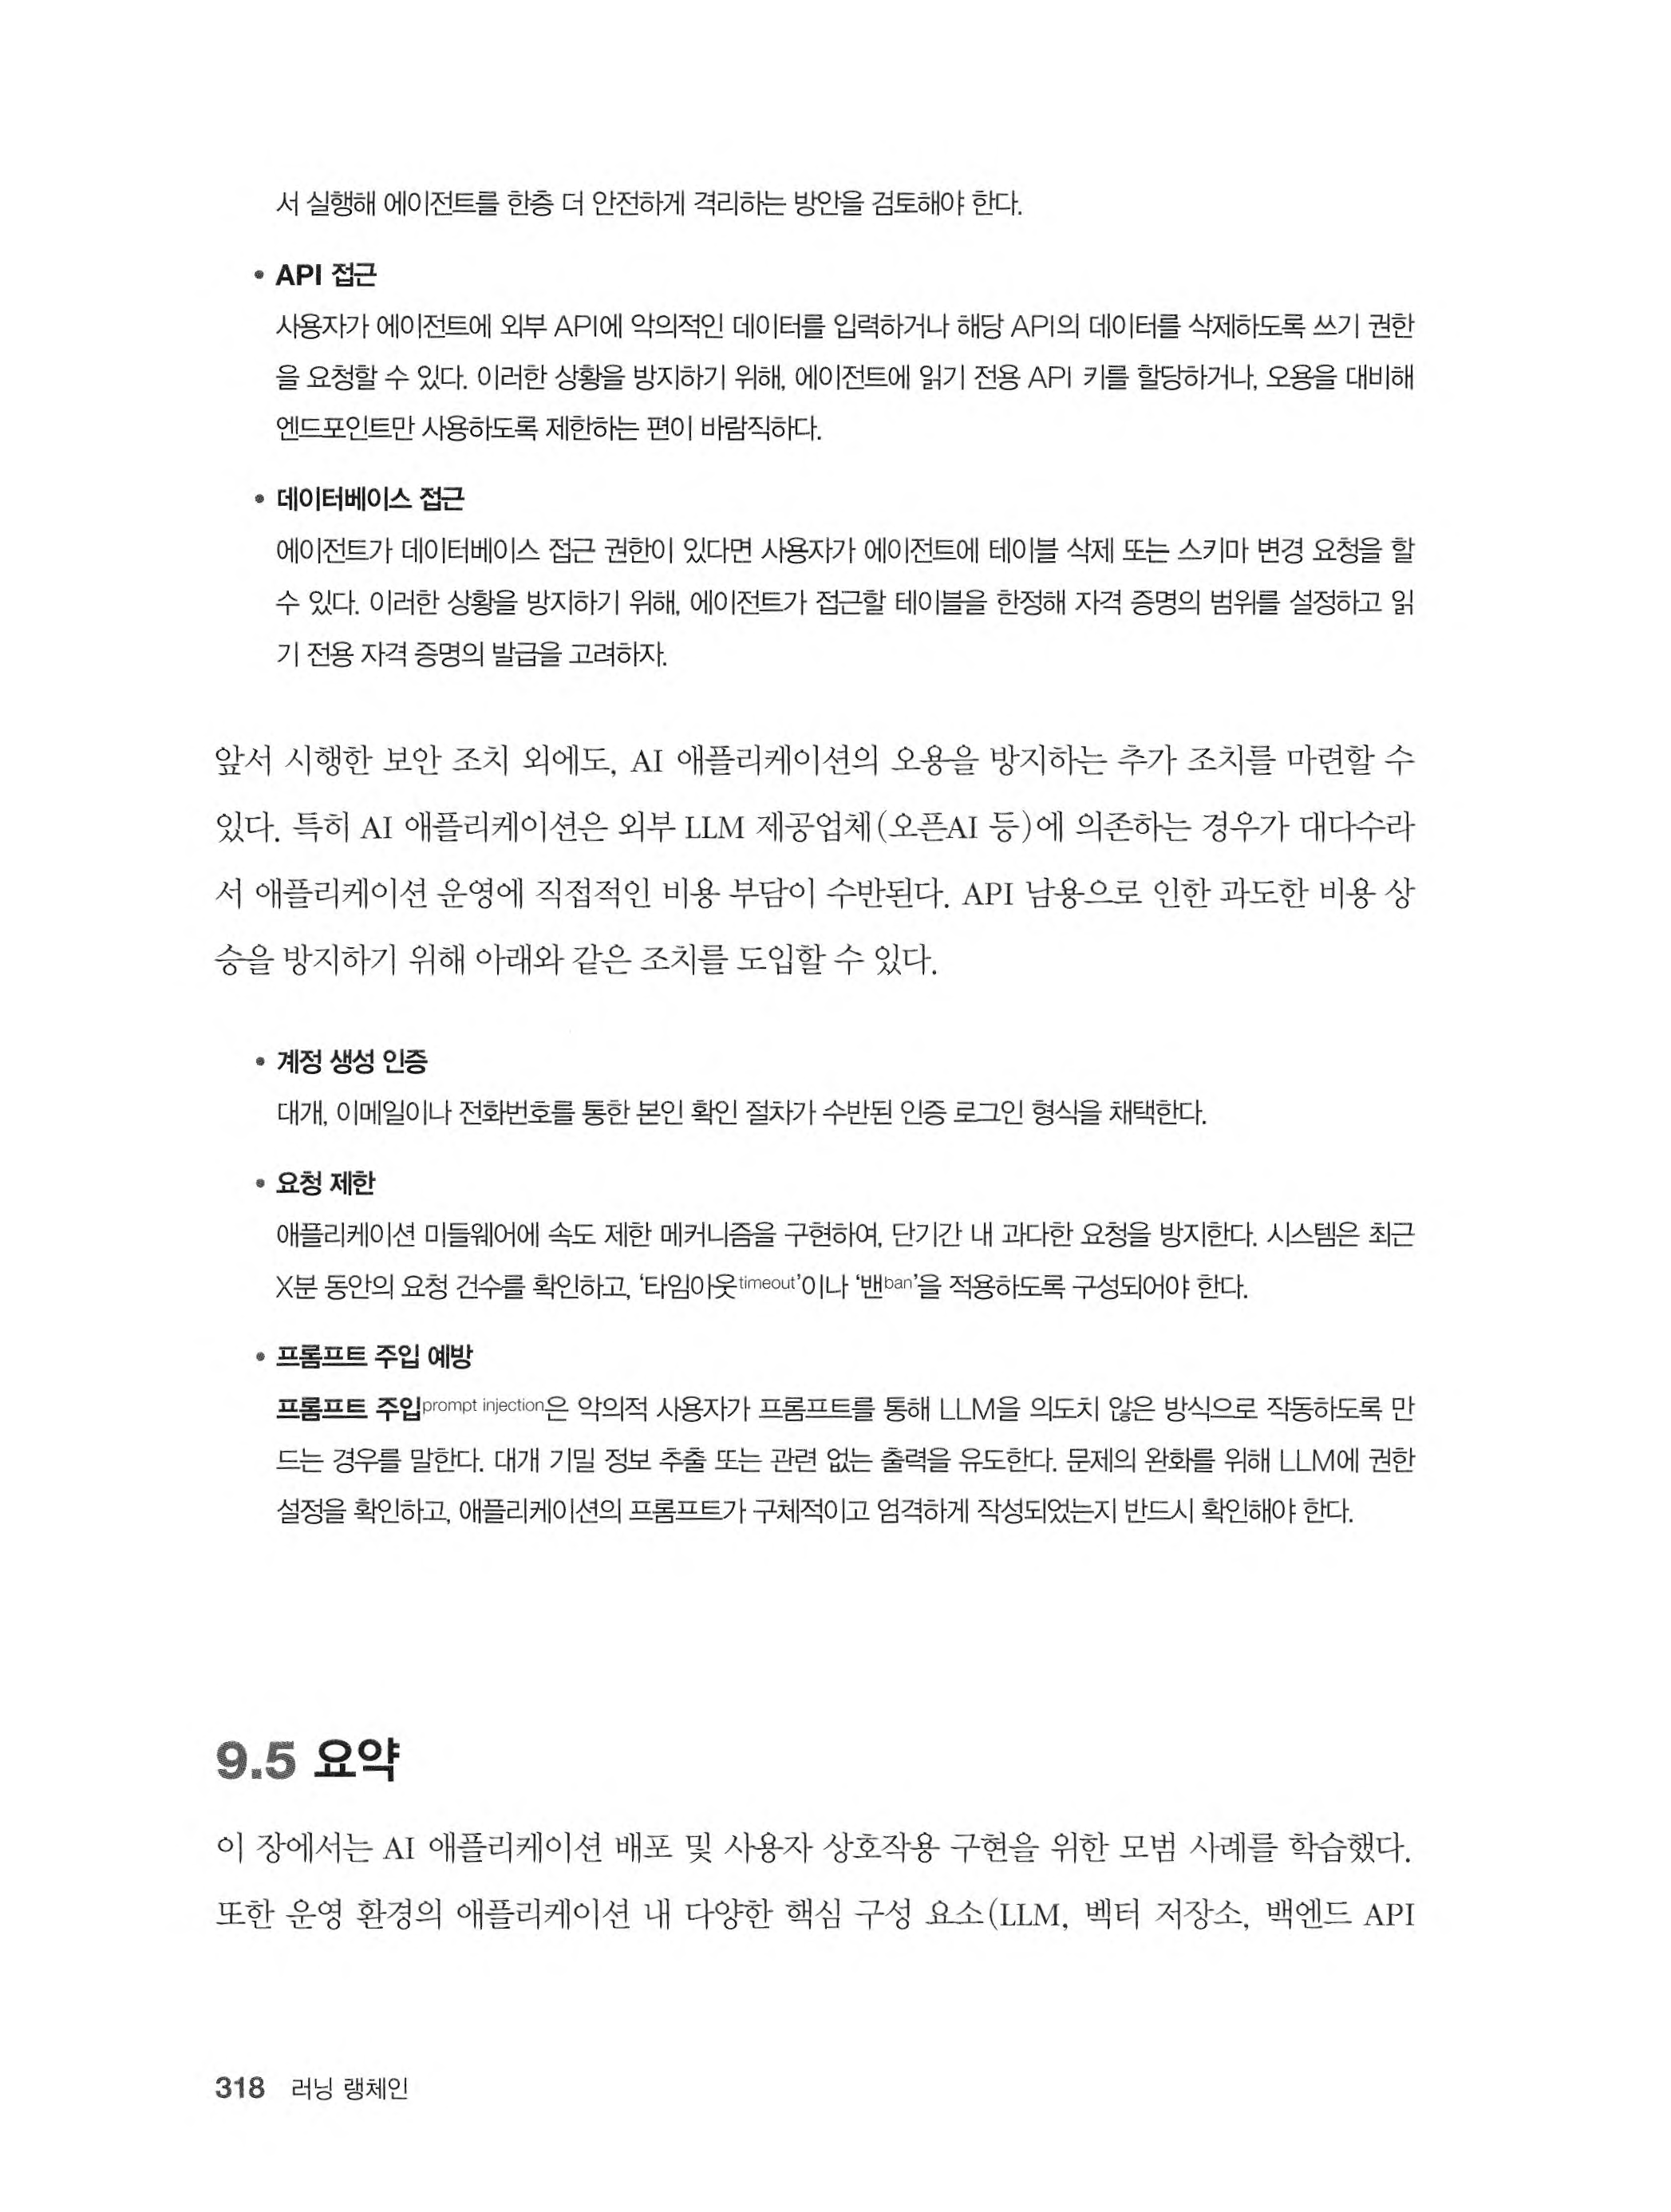 서 실행해 에이전트를 한층 더 안전하게 격리하는 방안을 검토해야 한다.
• API 접근
사용자가 에이전트에 외부 API에 악의적인 데이터를 입력하거나 해당 API의 데이터를 삭제하도록 쓰기 권한
을 요청할 수 있다. 이러한 상황을 방지하기 위해, 에이전트에 읽기 전용 API 키를 할당하거나, 오용을 대비해
엔드포인트만 사용하도록 제한하는 편이 바람직하다.
• 데이터베이스 접근
에이전트가 데이터베이스 접근 권한이 있다면 사용자가 에이전트에 테이블 삭제 또는 스키마 변경 요청을 할
수 있다. 이러한 상황을 방지하기 위해, 에이전트가 접근할 테이블을 한정해 자격 증명의 범위를 설정하고 읽
기 전용 자격 증명의 발급을 고려하자.
앞서 시행한 보안 조치 외에도, AI 애플리케이션의 오용을 방지하는 추가 조치를 마련할 수
있다. 특히 AI 애플리케이션은 외부 LLM 제공업체(오픈AI 등)에 의존하는 경우가 대다수라
서 애플리케이션 운영에 직접적인 비용 부담이 수반된다. API 남용으로 인한 과도한 비용 상
승을 방지하기 위해 아래와 같은 조치를 도입할 수 있다.
• 계정 생성 인증
대개, 이메일이나 전화번호를 통한 본인 확인 절차가 수반된 인증 로그인 형식을 채택한다.
• 요청 제한
애플리케이션 미들웨어에 속도 제한 메커니즘을 구현하여, 단기간 내 과다한 요청을 방지한다. 시스템은 최근
X분 동안의 요청 건수를 확인하고, ‘타임아웃timeout’이나 ‘밴ban’을 적용하도록 구성되어야 한다.
• 프롬프트 주입 예방
프롬프트 주입prompt injection은 악의적 사용자가 프롬프트를 통해 LLM을 의도치 않은 방식으로 작동하도록 만
드는 경우를 말한다. 대개 기밀 정보 추출 또는 관련 없는 출력을 유도한다. 문제의 완화를 위해 LLM에 권한
설정을 확인하고, 애플리케이션의 프롬프트가 구체적이고 엄격하게 작성되었는지 반드시 확인해야 한다.
9.5 요약
이 장에서는 AI 애플리케이션 배포 및 사용자 상호작용 구현을 위한 모범 사례를 학습했다.
또한 운영 환경의 애플리케이션 내 다양한 핵심 구성 요소(LLM, 벡터 저장소, 백엔드 API
318 러닝 랭체인